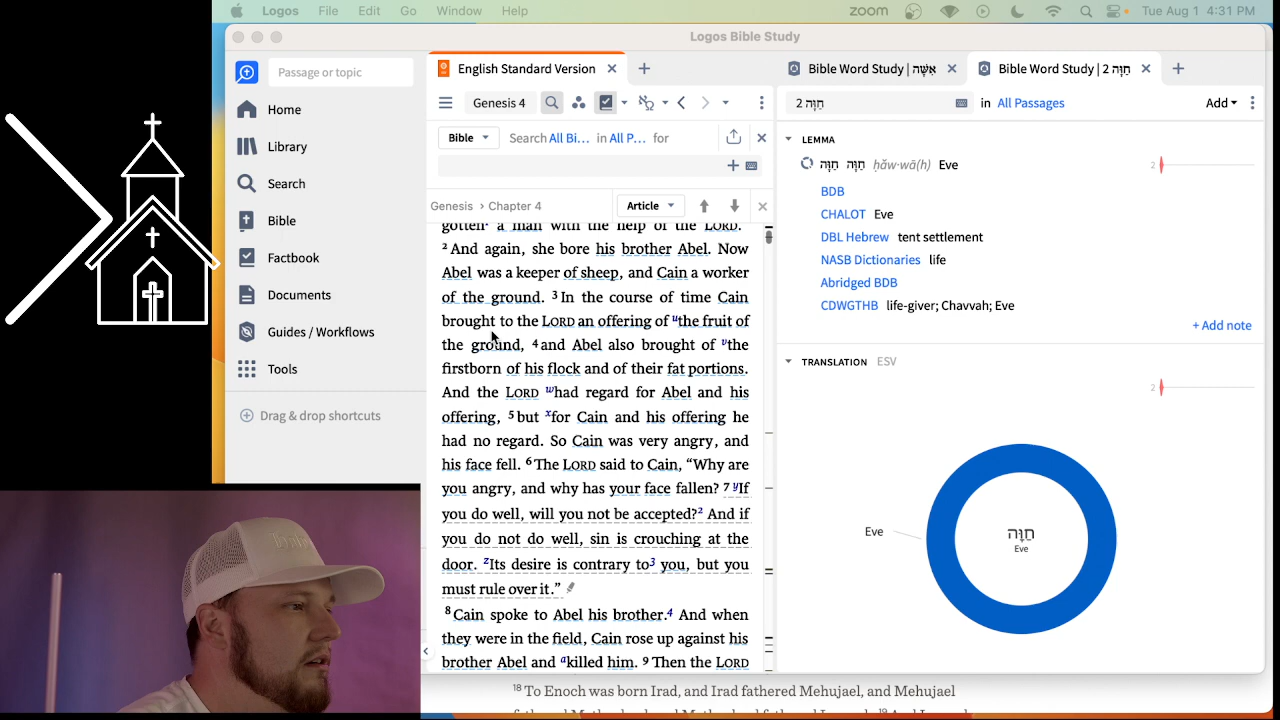 Logos File Edit Go Window Help zoom Tue Aug 1 4:31 PM
Logos Bible Study
Passage or topic
Home
Library
Search
Bible
Factbook
Documents
Guides / Workflows
Tools
Drag & drop shortcuts
English Standard Version
Genesis 4
Bible Search All Bi... in All P... for
Genesis › Chapter 4 Article
gotten a man with the help of the LORD.
2 And again, she bore his brother Abel. Now
Abel was a keeper of sheep, and Cain a worker
of the ground. 3 In the course of time Cain
brought to the LORD an offering of u the fruit of
the ground, 4 and Abel also brought of v the
firstborn of his flock and of their fat portions.
And the LORD w had regard for Abel and his
offering, 5 but x for Cain and his offering he
had no regard. So Cain was very angry, and
his face fell. 6 The LORD said to Cain, “Why are
you angry, and why has your face fallen? 7 y If
you do well, will you not be accepted?2 And if
you do not do well, sin is crouching at the
door. z Its desire is contrary to3 you, but you
must rule over it.”
8 Cain spoke to Abel his brother.4 And when
they were in the field, Cain rose up against his
brother Abel and a killed him. 9 Then the LORD
Bible Word Study | אִשָּׁה Bible Word Study | חַוָּה 2
חַוָּה 2 in All Passages Add
LEMMA
חַוָּה חַוָּה ḥăw·wā(h) Eve 2
BDB
CHALOT Eve
DBL Hebrew tent settlement
NASB Dictionaries life
Abridged BDB
CDWGTHB life-giver; Chavvah; Eve
+ Add note
TRANSLATION ESV
2
Eve
חַוָּה
Eve
18 To Enoch was born Irad, and Irad fathered Mehujael, and Mehujael